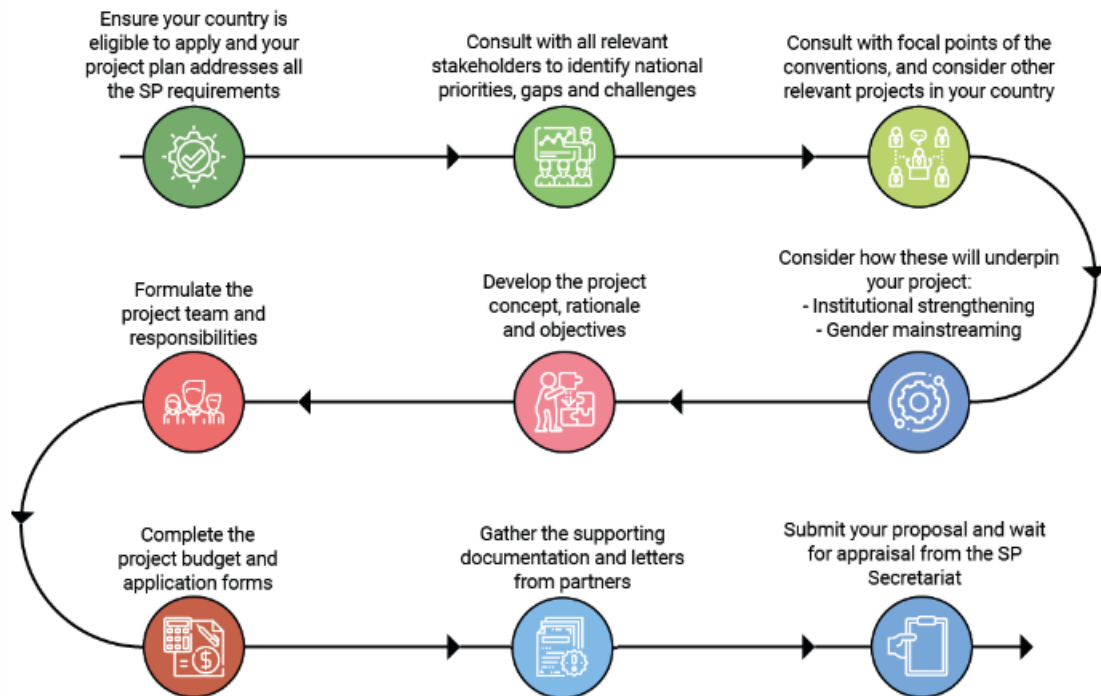 Ensure your country is
eligible to apply and your
project plan addresses all
the SP requirements
Consult with all relevant
stakeholders to identify national
priorities, gaps and challenges
Consult with focal points of the
conventions, and consider other
relevant projects in your country
Consider how these will underpin
your project:
- Institutional strengthening
- Gender mainstreaming
Develop the project
concept, rationale
and objectives
Formulate the
project team and
responsibilities
Complete the
project budget and
application forms
Gather the supporting
documentation and letters
from partners
Submit your proposal and wait
for appraisal from the SP
Secretariat